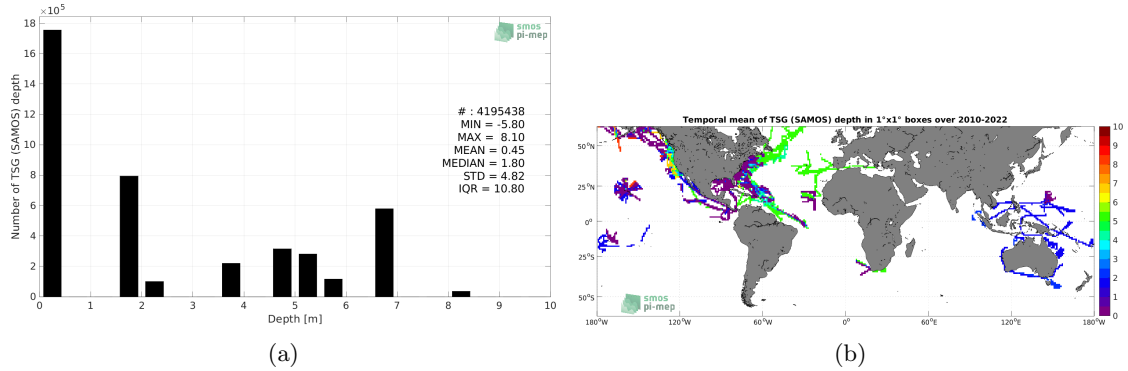 ×10⁵
18
16
14
12
10
8
6
4
2
0
Number of TSG (SAMOS) depth
smos
pi-mep
# : 4195438
MIN = -5.80
MAX = 8.10
MEAN = 0.45
MEDIAN = 1.80
STD = 4.82
IQR = 10.80
1 2 3 4 5 6 7 8 9 10
Depth [m]
(a)
Temporal mean of TSG (SAMOS) depth in 1°x1° boxes over 2010-2022
50°N
25°N
0°
25°S
50°S
180°W 120°W 60°W 0° 60°E 120°E 180°E
smos
pi-mep
10
9
8
7
6
5
4
3
2
1
0
(b)